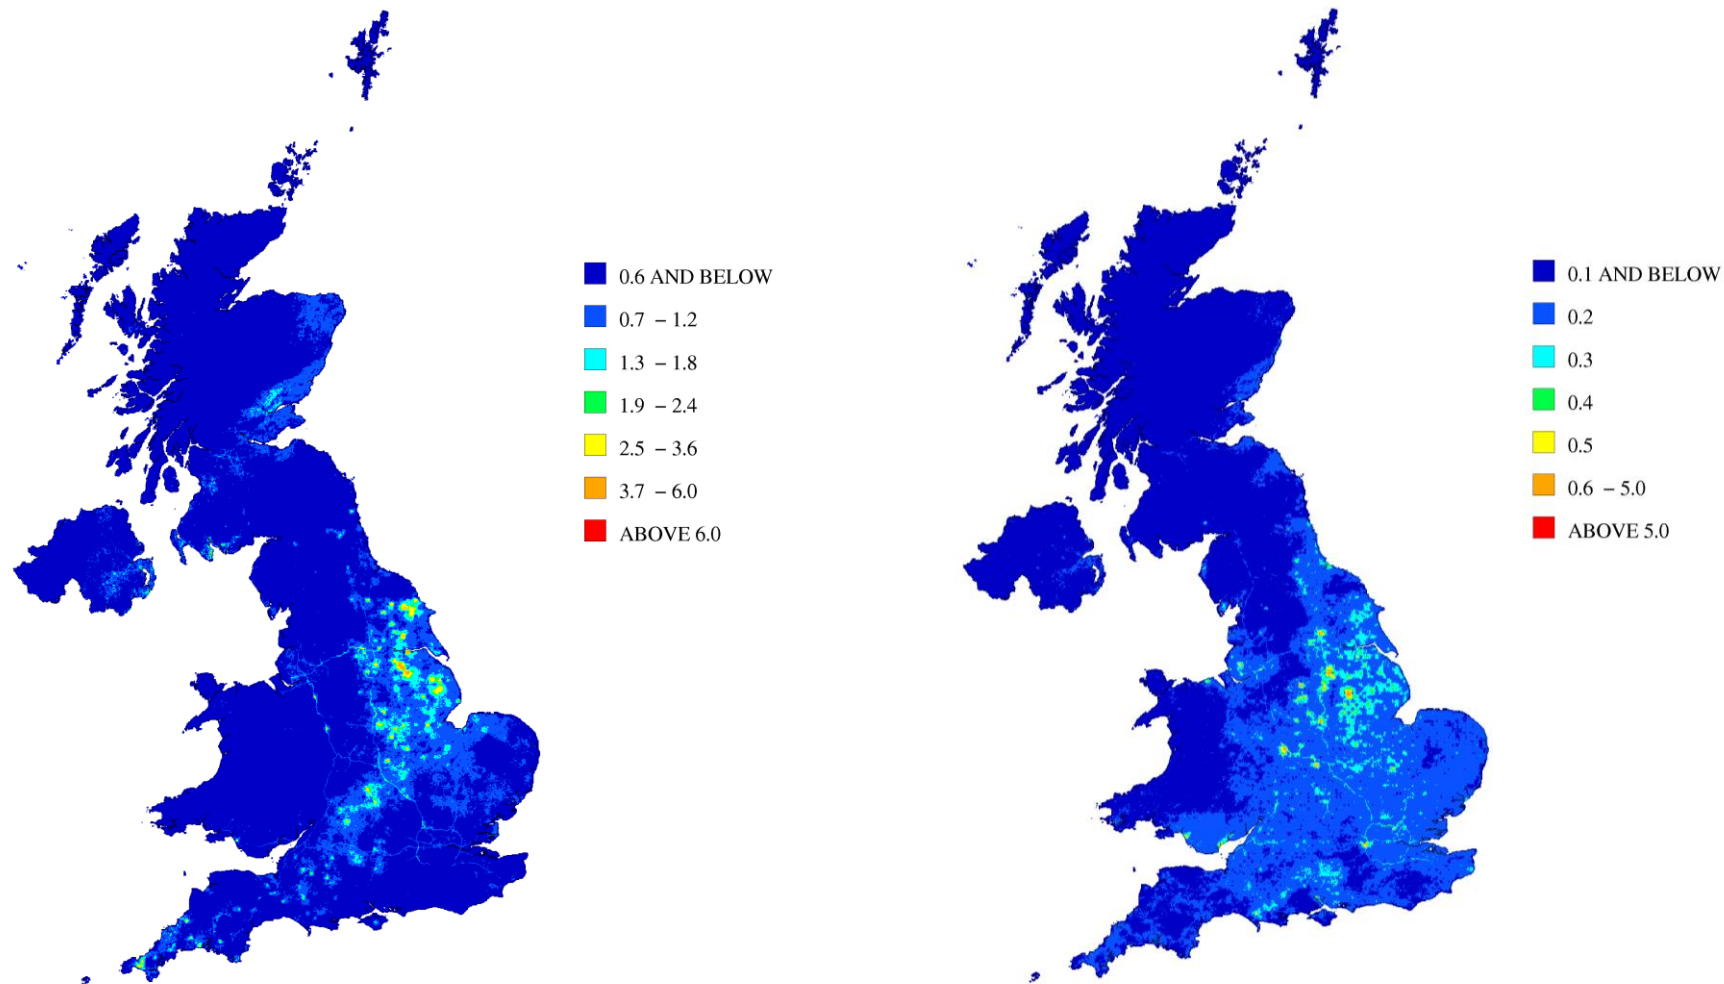 0.6 AND BELOW
0.7 – 1.2
1.3 – 1.8
1.9 – 2.4
2.5 – 3.6
3.7 – 6.0
ABOVE 6.0
0.1 AND BELOW
0.2
0.3
0.4
0.5
0.6 – 5.0
ABOVE 5.0